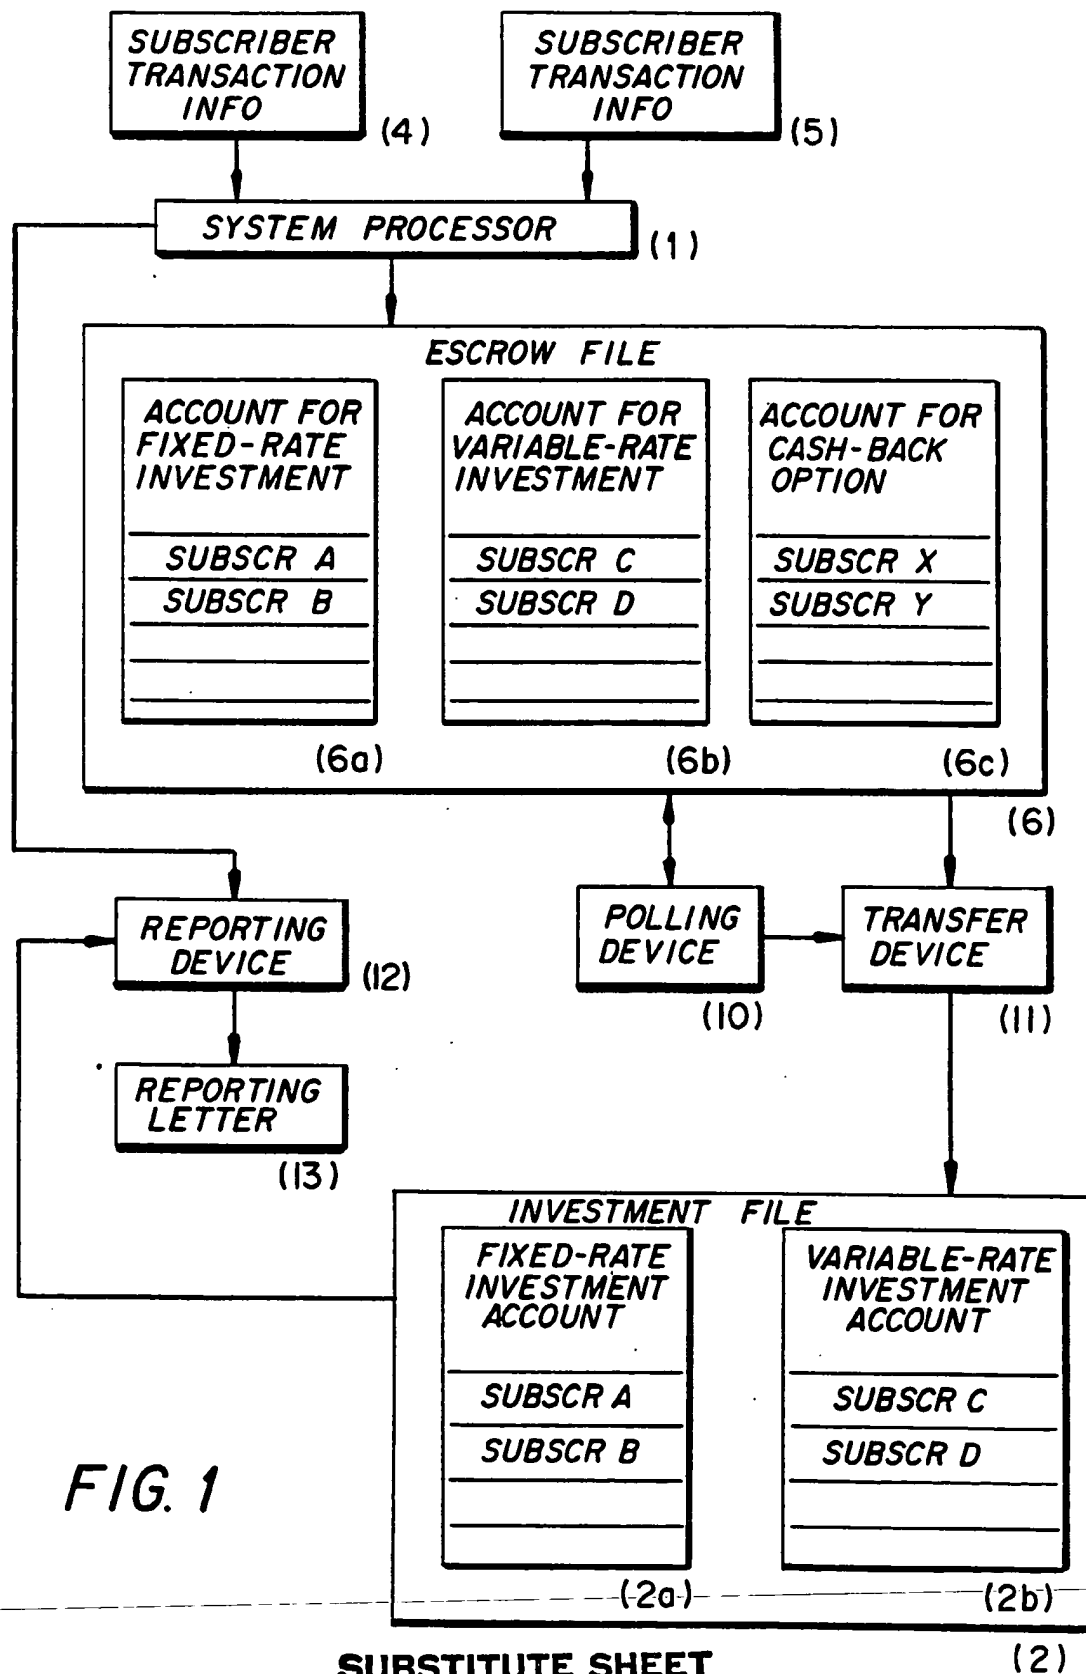 SUBSCRIBER
TRANSACTION
INFO
(4)
SUBSCRIBER
TRANSACTION
INFO
(5)
SYSTEM PROCESSOR
(1)
ESCROW FILE
ACCOUNT FOR
FIXED-RATE
INVESTMENT
SUBSCR A
SUBSCR B
(6a)
ACCOUNT FOR
VARIABLE-RATE
INVESTMENT
SUBSCR C
SUBSCR D
(6b)
ACCOUNT FOR
CASH-BACK
OPTION
SUBSCR X
SUBSCR Y
(6c)
(6)
REPORTING
DEVICE
(12)
POLLING
DEVICE
(10)
TRANSFER
DEVICE
(11)
REPORTING
LETTER
(13)
INVESTMENT FILE
FIXED-RATE
INVESTMENT
ACCOUNT
SUBSCR A
SUBSCR B
(2a)
VARIABLE-RATE
INVESTMENT
ACCOUNT
SUBSCR C
SUBSCR D
(2b)
(2)
FIG. 1
SUBSTITUTE SHEET